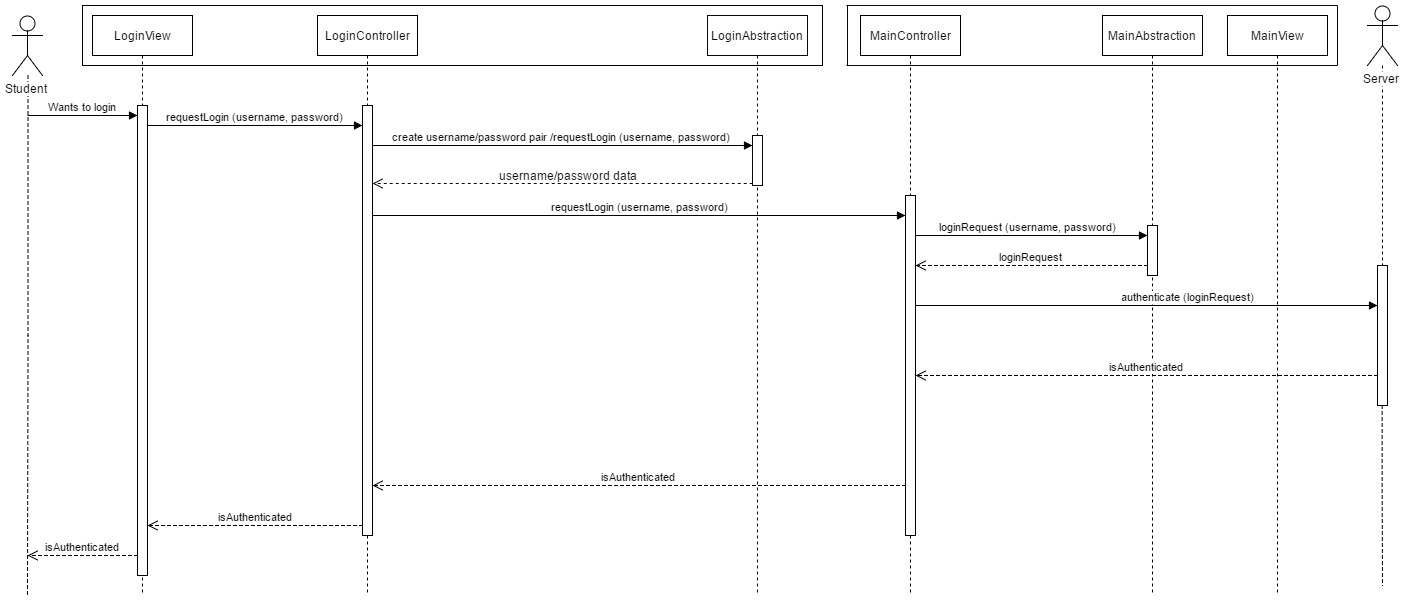 LoginView
LoginController
LoginAbstraction
MainController
MainAbstraction
MainView
Student
Server
Wants to login
requestLogin (username, password)
create username/password pair /requestLogin (username, password)
username/password data
requestLogin (username, password)
loginRequest (username, password)
loginRequest
authenticate (loginRequest)
isAuthenticated
isAuthenticated
isAuthenticated
isAuthenticated